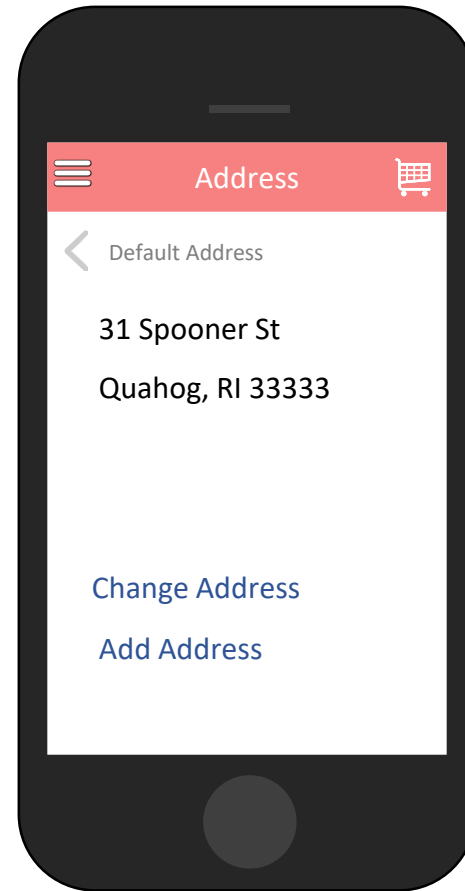 Address
Default Address
31 Spooner St
Quahog, RI 33333
Change Address
Add Address